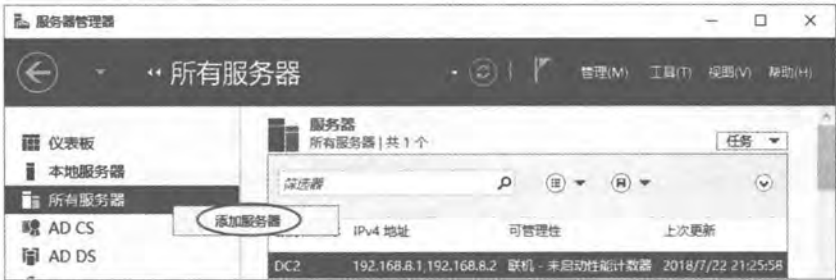 服务器管理器
所有服务器
管理(M) 工具(T) 视图(V) 帮助(H)
仪表板
本地服务器
所有服务器
AD CS
AD DS
服务器
所有服务器 | 共 1 个
任务
筛选器
添加服务器
IPv4 地址 可管理性 上次更新
DC2 192.168.8.1,192.168.8.2 联机 - 未启动性能计数器 2018/7/22 21:25:58